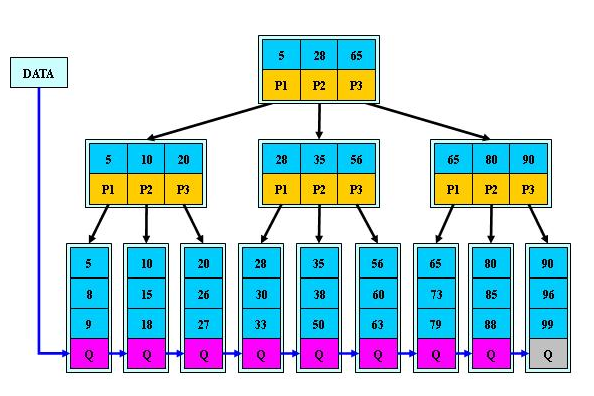 5 28 65
P1 P2 P3
DATA
5 10 20
P1 P2 P3
28 35 56
P1 P2 P3
65 80 90
P1 P2 P3
5 10 20 28 35 56 65 80 90
8 15 26 30 38 60 73 85 96
9 18 27 33 50 63 79 88 99
Q Q Q Q Q Q Q Q Q